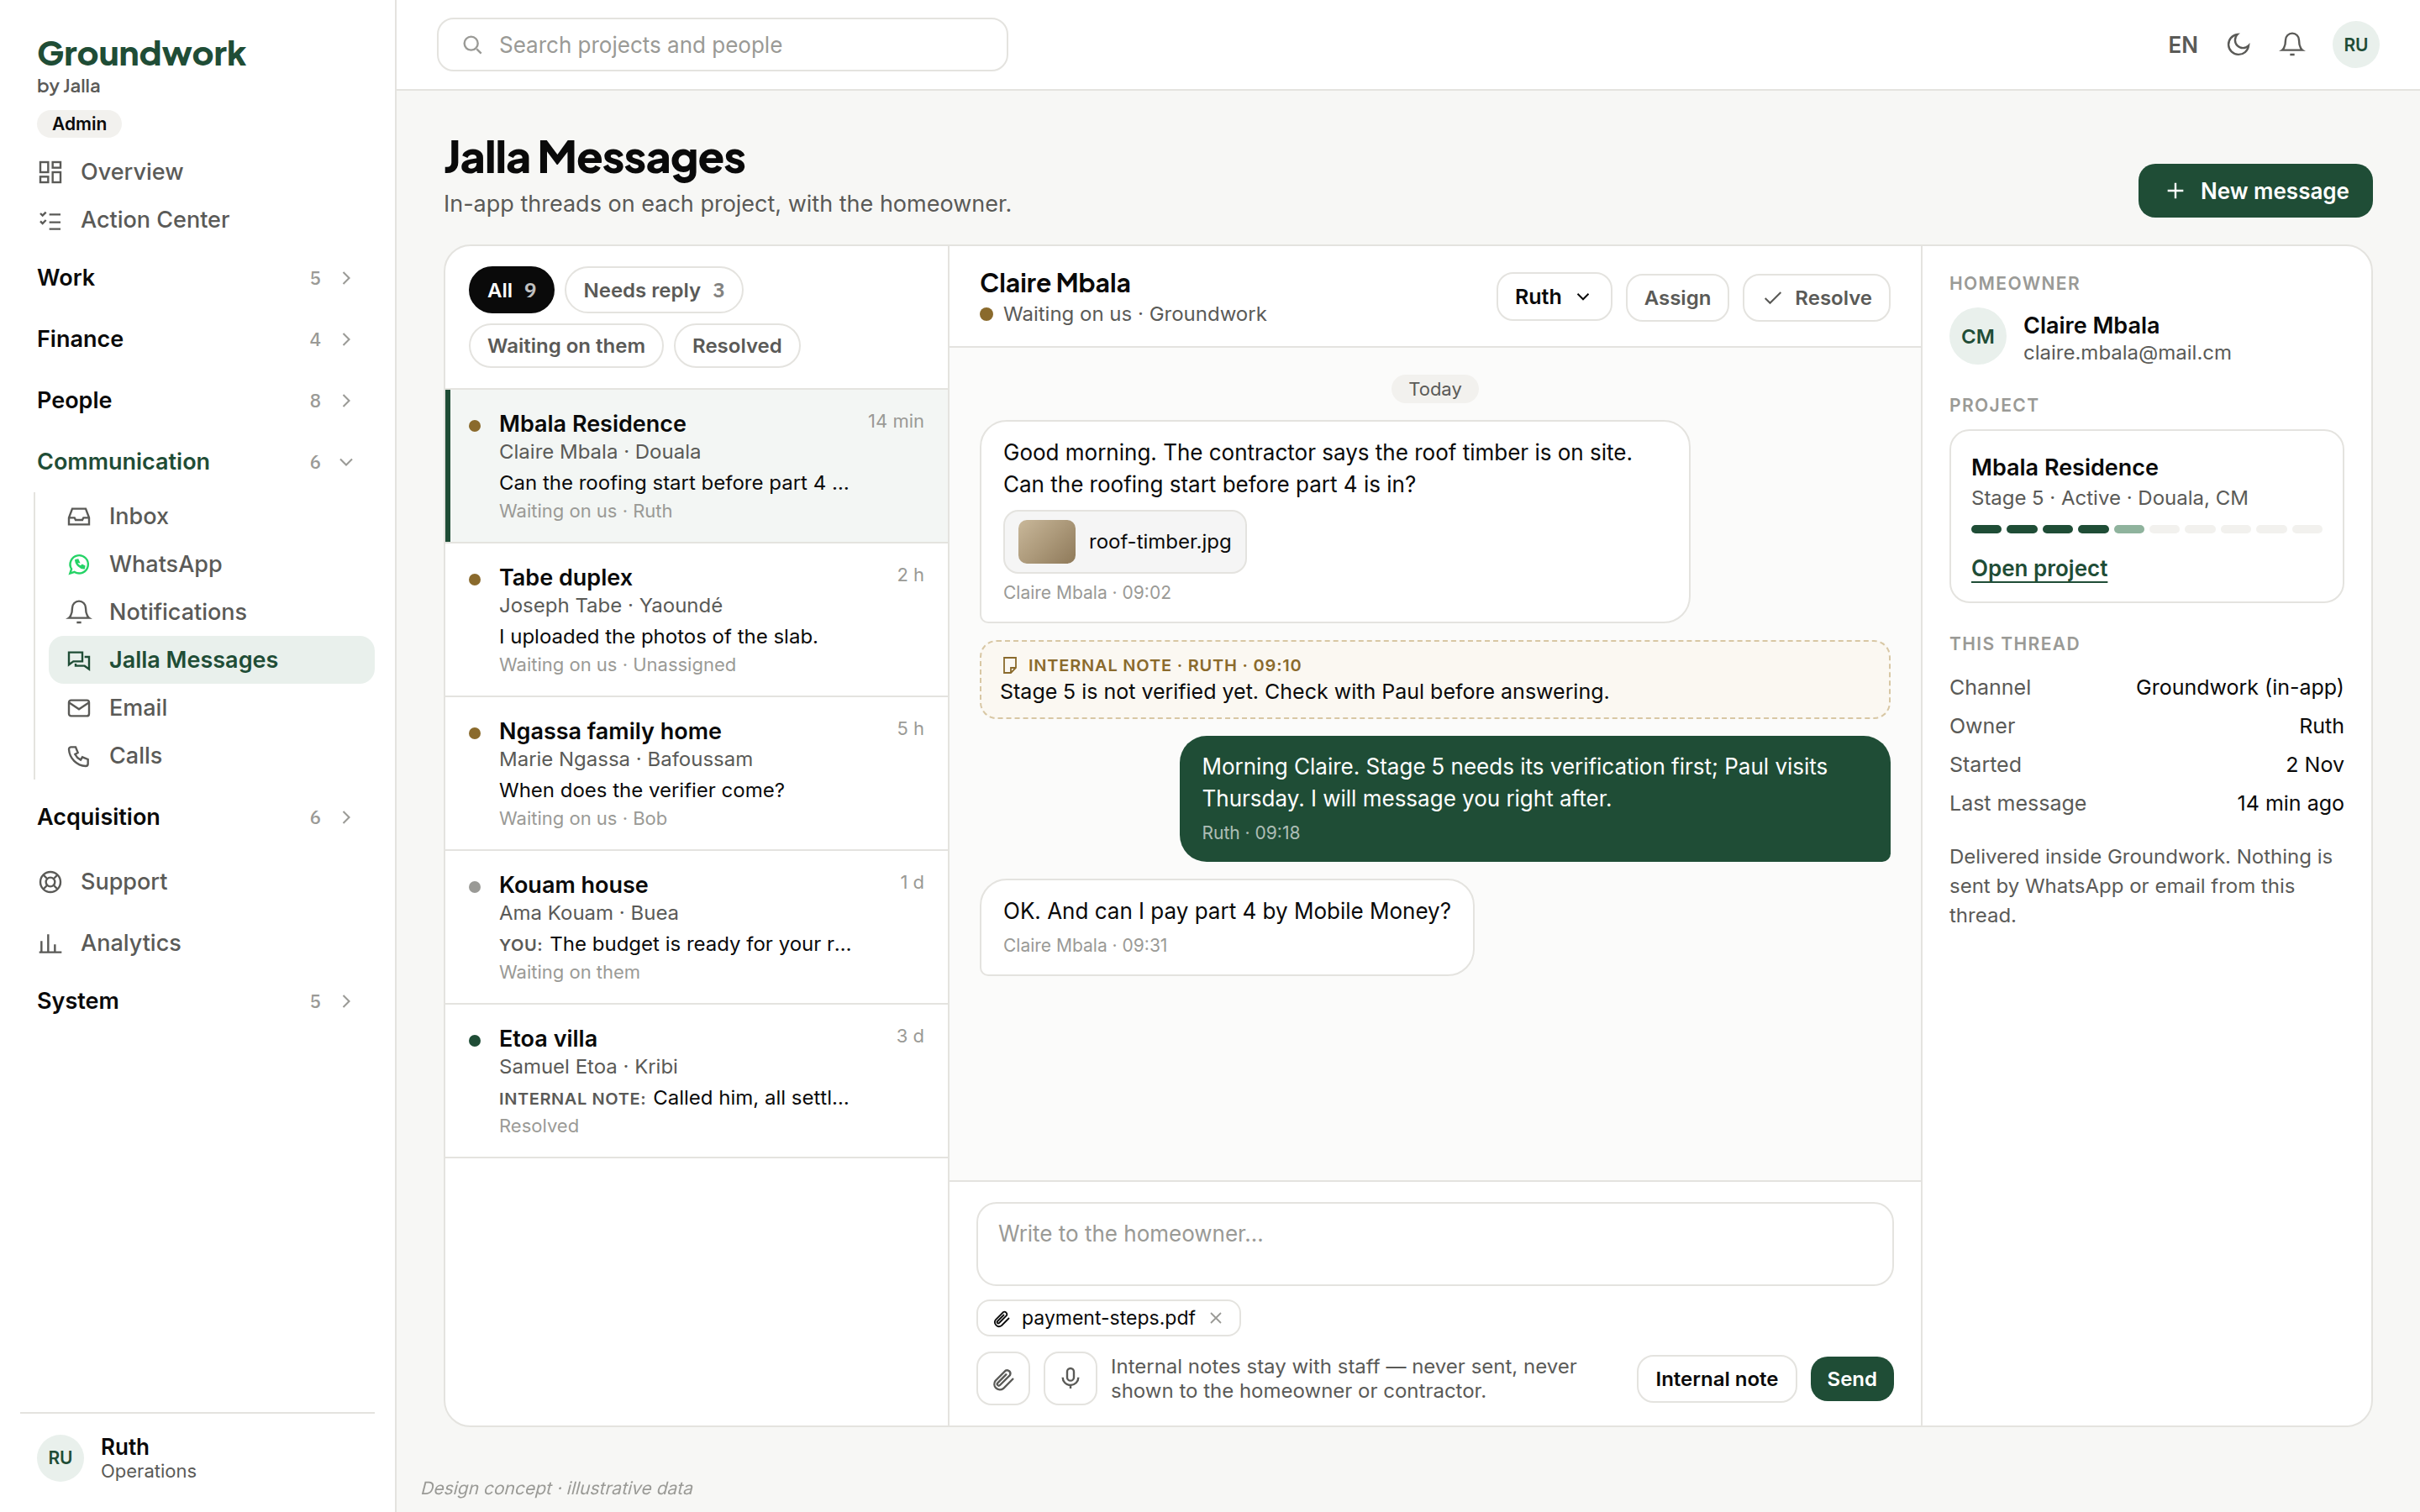 Groundwork
by Jalla
Admin
Overview
Action Center
Work 5
Finance 4
People 8
Communication 6
Inbox
WhatsApp
Notifications
Jalla Messages
Email
Calls
Acquisition 6
Support
Analytics
System 5
RU
Ruth
Operations
Search projects and people
EN
RU
Jalla Messages
In-app threads on each project, with the homeowner.
New message
All 9
Needs reply 3
Waiting on them
Resolved
Mbala Residence 14 min
Claire Mbala · Douala
Can the roofing start before part 4 ...
Waiting on us · Ruth
Tabe duplex 2 h
Joseph Tabe · Yaoundé
I uploaded the photos of the slab.
Waiting on us · Unassigned
Ngassa family home 5 h
Marie Ngassa · Bafoussam
When does the verifier come?
Waiting on us · Bob
Kouam house 1 d
Ama Kouam · Buea
YOU: The budget is ready for your r...
Waiting on them
Etoa villa 3 d
Samuel Etoa · Kribi
INTERNAL NOTE: Called him, all settl...
Resolved
Claire Mbala
Waiting on us · Groundwork
Ruth
Assign
Resolve
Today
Good morning. The contractor says the roof timber is on site.
Can the roofing start before part 4 is in?
roof-timber.jpg
Claire Mbala · 09:02
INTERNAL NOTE · RUTH · 09:10
Stage 5 is not verified yet. Check with Paul before answering.
Morning Claire. Stage 5 needs its verification first; Paul visits
Thursday. I will message you right after.
Ruth · 09:18
OK. And can I pay part 4 by Mobile Money?
Claire Mbala · 09:31
Write to the homeowner...
payment-steps.pdf
Internal notes stay with staff — never sent, never
shown to the homeowner or contractor.
Internal note
Send
HOMEOWNER
CM
Claire Mbala
claire.mbala@mail.cm
PROJECT
Mbala Residence
Stage 5 · Active · Douala, CM
Open project
THIS THREAD
Channel Groundwork (in-app)
Owner Ruth
Started 2 Nov
Last message 14 min ago
Delivered inside Groundwork. Nothing is
sent by WhatsApp or email from this
thread.
Design concept · illustrative data